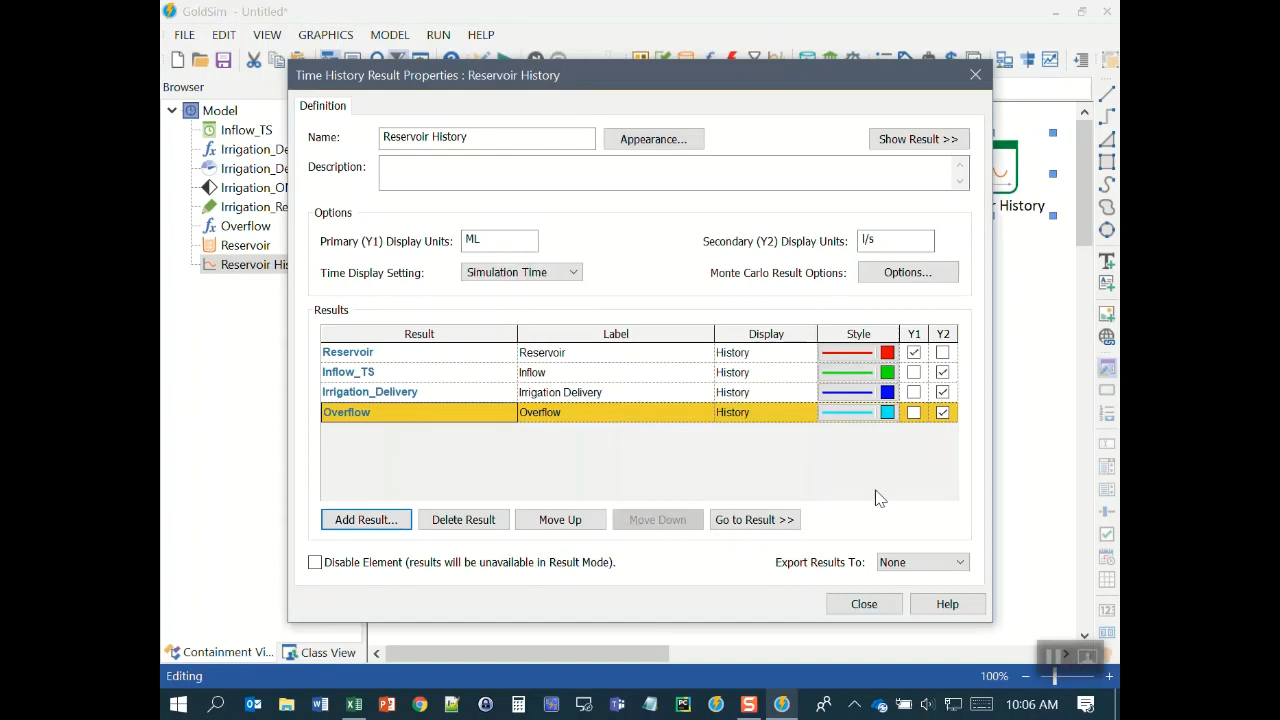 GoldSim - Untitled*
FILE EDIT VIEW GRAPHICS MODEL RUN HELP
Time History Result Properties : Reservoir History
Browser
Definition
Model
Inflow_TS
Name: Reservoir History Appearance... Show Result >>
Irrigation_De
Description:
Irrigation_De
Irrigation_O
Irrigation_Re
History
Options
Overflow
Primary (Y1) Display Units: ML Secondary (Y2) Display Units: l/s
Reservoir
Reservoir His
Time Display Setting: Simulation Time Monte Carlo Result Options: Options...
Results
Result Label Display Style Y1 Y2
Reservoir Reservoir History
Inflow_TS Inflow History
Irrigation_Delivery Irrigation Delivery History
Overflow Overflow History
Add Result... Delete Result Move Up Move Down Go to Result >>
Disable Element (results will be unavailable in Result Mode). Export Results To: None
Close Help
Containment Vi... Class View
Editing 100%
10:06 AM